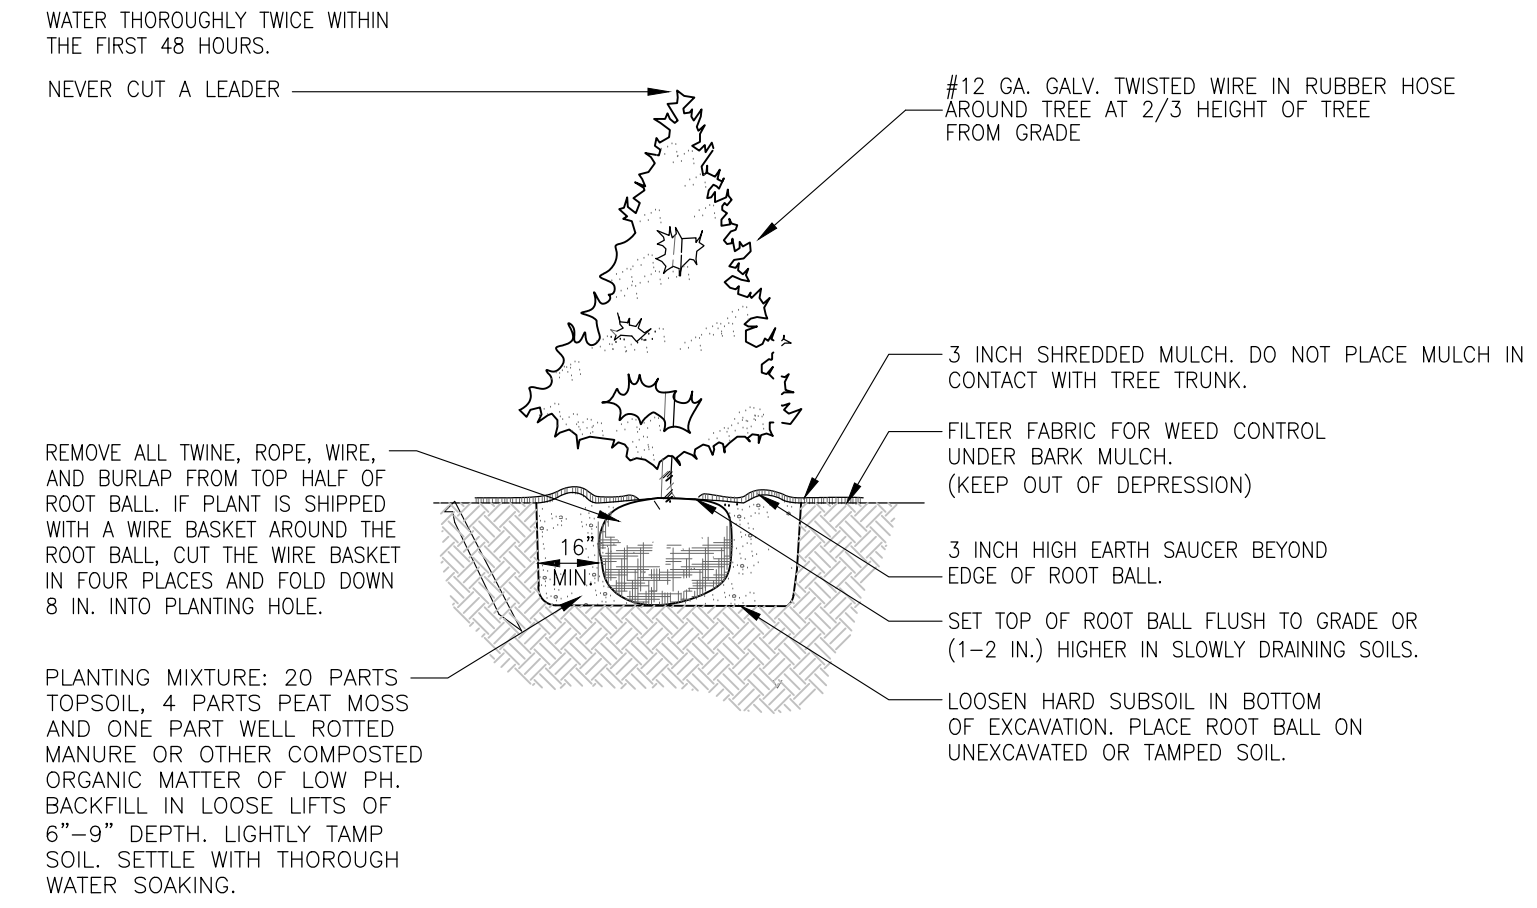 WATER THOROUGHLY TWICE WITHIN
THE FIRST 48 HOURS.
NEVER CUT A LEADER
#12 GA. GALV. TWISTED WIRE IN RUBBER HOSE
AROUND TREE AT 2/3 HEIGHT OF TREE
FROM GRADE
3 INCH SHREDDED MULCH. DO NOT PLACE MULCH IN
CONTACT WITH TREE TRUNK.
FILTER FABRIC FOR WEED CONTROL
UNDER BARK MULCH.
(KEEP OUT OF DEPRESSION)
REMOVE ALL TWINE, ROPE, WIRE,
AND BURLAP FROM TOP HALF OF
ROOT BALL. IF PLANT IS SHIPPED
WITH A WIRE BASKET AROUND THE
ROOT BALL, CUT THE WIRE BASKET
IN FOUR PLACES AND FOLD DOWN
8 IN. INTO PLANTING HOLE.
16"
MIN.
3 INCH HIGH EARTH SAUCER BEYOND
EDGE OF ROOT BALL.
SET TOP OF ROOT BALL FLUSH TO GRADE OR
(1-2 IN.) HIGHER IN SLOWLY DRAINING SOILS.
PLANTING MIXTURE: 20 PARTS
TOPSOIL, 4 PARTS PEAT MOSS
AND ONE PART WELL ROTTED
MANURE OR OTHER COMPOSTED
ORGANIC MATTER OF LOW PH.
BACKFILL IN LOOSE LIFTS OF
6"-9" DEPTH. LIGHTLY TAMP
SOIL. SETTLE WITH THOROUGH
WATER SOAKING.
LOOSEN HARD SUBSOIL IN BOTTOM
OF EXCAVATION. PLACE ROOT BALL ON
UNEXCAVATED OR TAMPED SOIL.